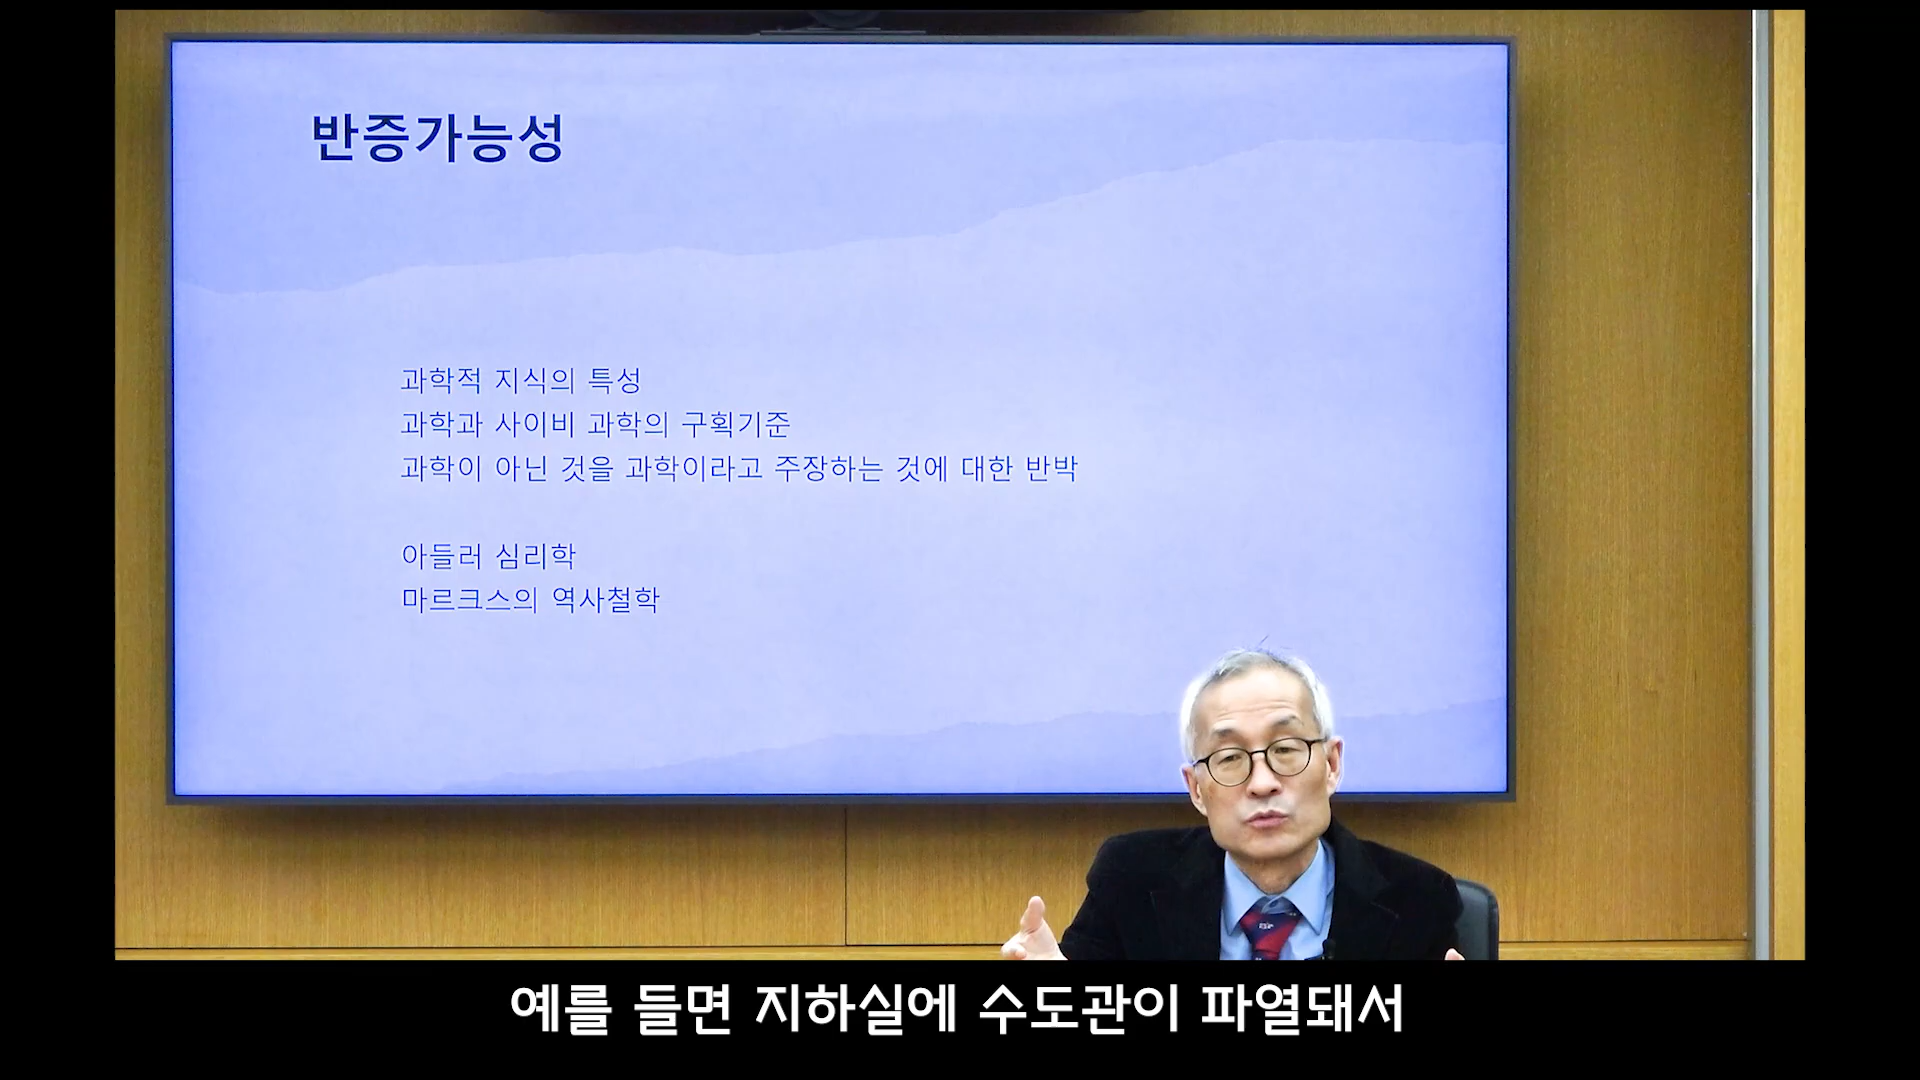 반증가능성
과학적 지식의 특성
과학과 사이비 과학의 구획기준
과학이 아닌 것을 과학이라고 주장하는 것에 대한 반박
아들러 심리학
마르크스의 역사철학
예를 들면 지하실에 수도관이 파열돼서